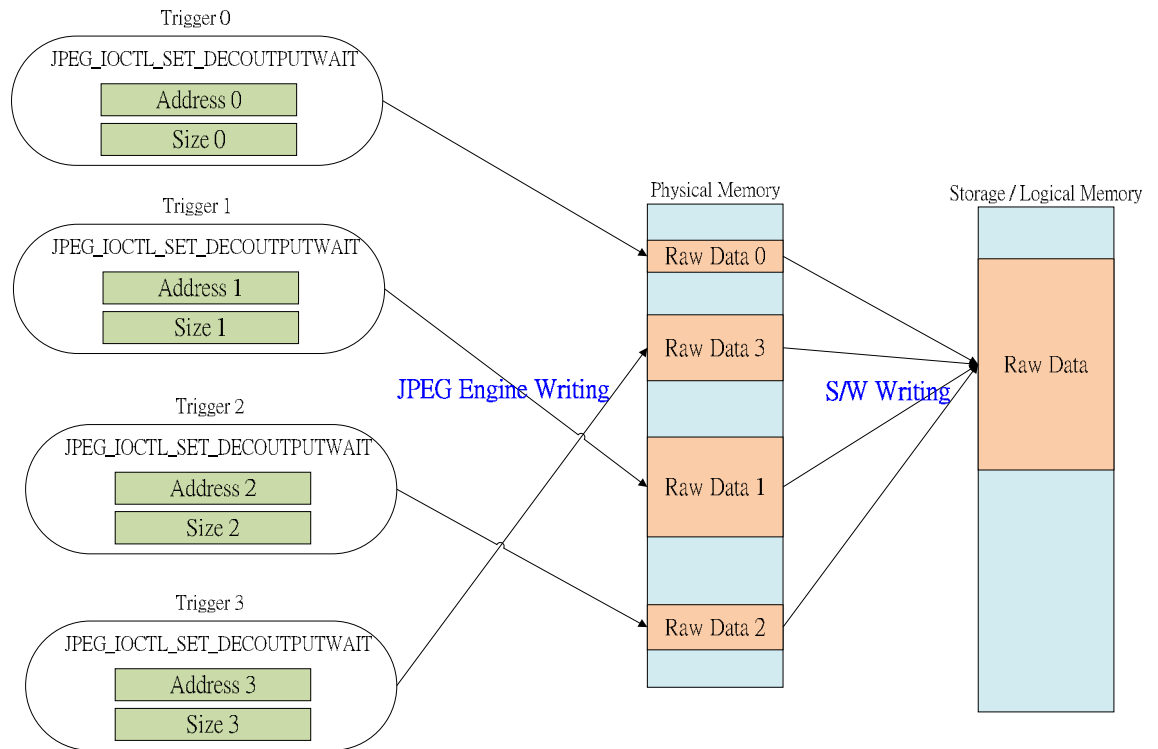 Trigger 0
JPEG_IOCTL_SET_DECOUTPUTWAIT
Address 0
Size 0
Trigger 1
JPEG_IOCTL_SET_DECOUTPUTWAIT
Address 1
Size 1
Trigger 2
JPEG_IOCTL_SET_DECOUTPUTWAIT
Address 2
Size 2
Trigger 3
JPEG_IOCTL_SET_DECOUTPUTWAIT
Address 3
Size 3
JPEG Engine Writing
Physical Memory
Raw Data 0
Raw Data 3
Raw Data 1
Raw Data 2
S/W Writing
Storage / Logical Memory
Raw Data